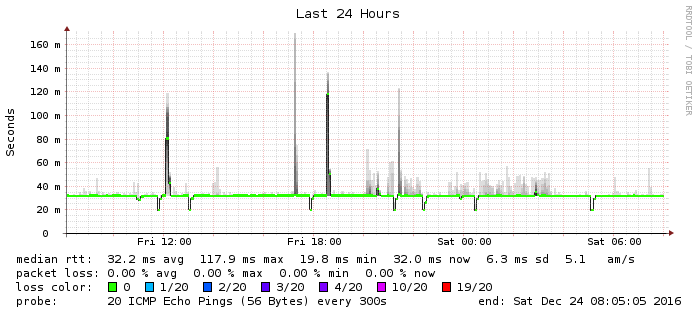 Last 24 Hours
RRDTOOL / TOBI OETIKER
Seconds
160 m
140 m
120 m
100 m
80 m
60 m
40 m
20 m
0
Fri 12:00 Fri 18:00 Sat 00:00 Sat 06:00
median rtt: 32.2 ms avg 117.9 ms max 19.8 ms min 32.0 ms now 6.3 ms sd 5.1 am/s
packet loss: 0.00 % avg 0.00 % max 0.00 % min 0.00 % now
loss color: 0 1/20 2/20 3/20 4/20 10/20 19/20
probe: 20 ICMP Echo Pings (56 Bytes) every 300s end: Sat Dec 24 08:05:05 2016